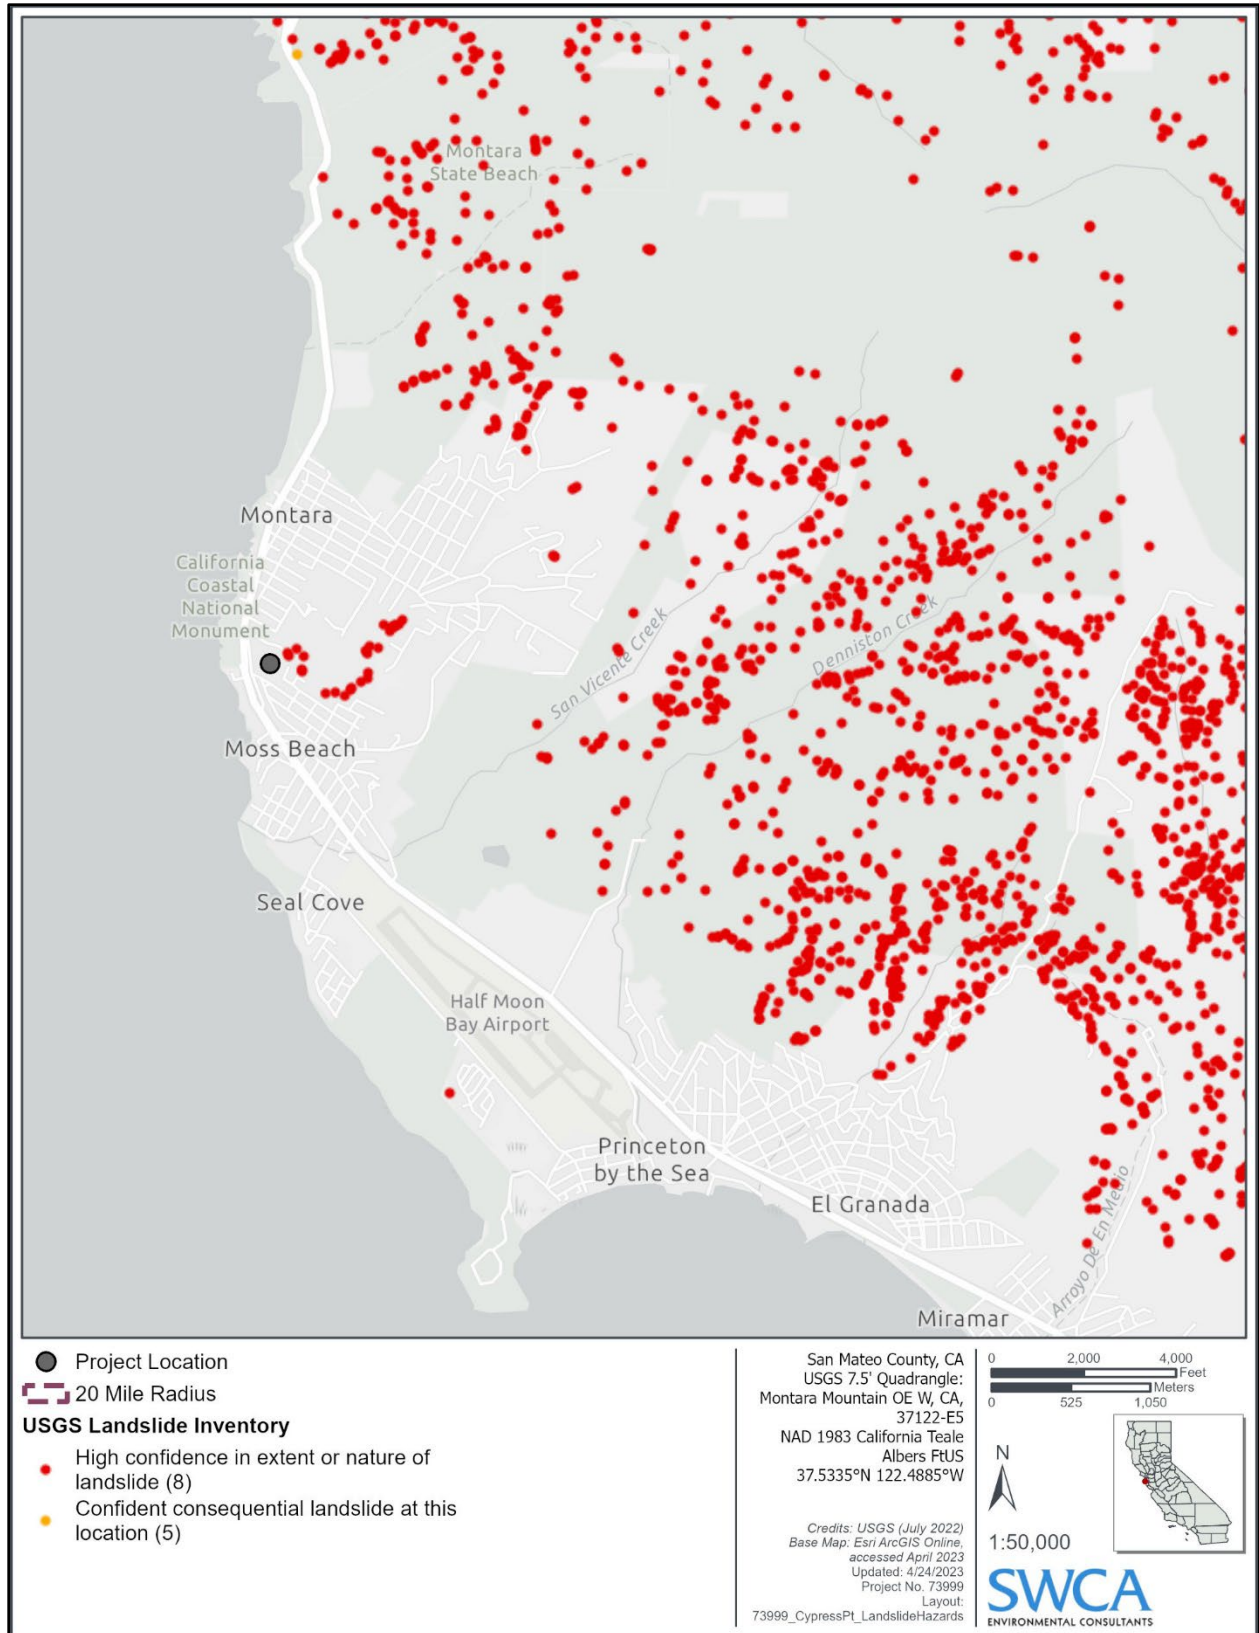 Montara
State Beach
Montara
California
Coastal
National
Monument
San Vicente Creek
Denniston Creek
Moss Beach
Seal Cove
Half Moon
Bay Airport
Princeton
by the Sea
El Granada
Arroyo De En Medio
Miramar
Project Location
20 Mile Radius
USGS Landslide Inventory
High confidence in extent or nature of
landslide (8)
Confident consequential landslide at this
location (5)
San Mateo County, CA
USGS 7.5' Quadrangle:
Montara Mountain OE W, CA,
37122-E5
NAD 1983 California Teale
Albers FtUS
37.5335°N 122.4885°W
Credits: USGS (July 2022)
Base Map: Esri ArcGIS Online,
accessed April 2023
Updated: 4/24/2023
Project No. 73999
Layout:
73999_CypressPt_LandslideHazards
0 2,000 4,000
Feet
Meters
0 525 1,050
N
1:50,000
SWCA
ENVIRONMENTAL CONSULTANTS